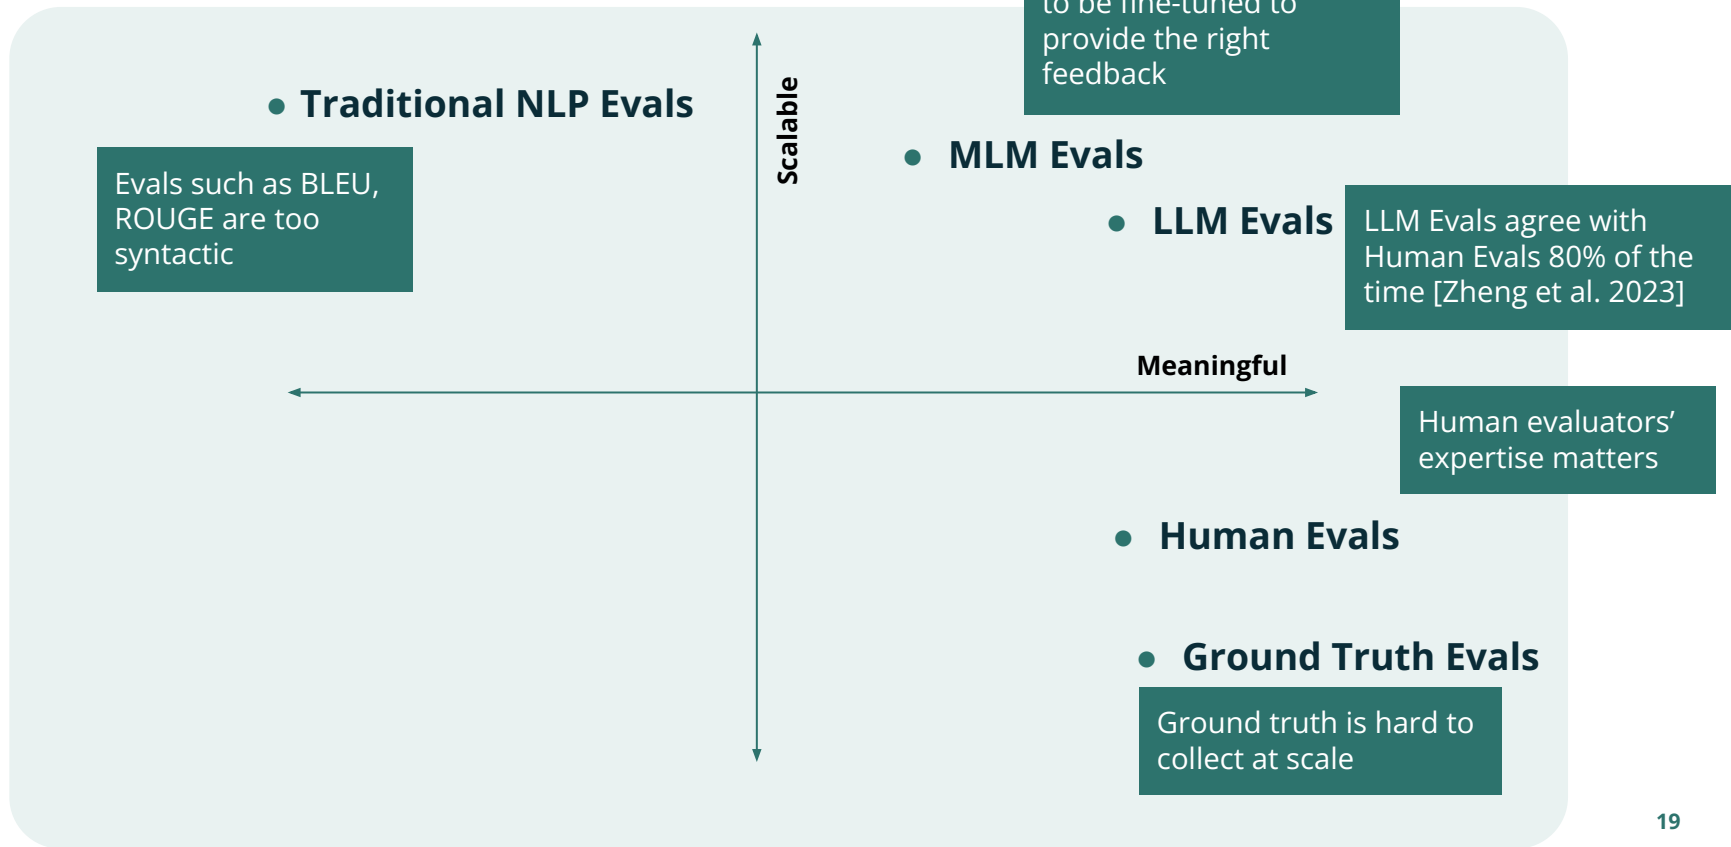 to be fine-tuned to
provide the right
feedback
Scalable
● Traditional NLP Evals
Evals such as BLEU,
ROUGE are too
syntactic
● MLM Evals
● LLM Evals
LLM Evals agree with
Human Evals 80% of the
time [Zheng et al. 2023]
Meaningful
Human evaluators’
expertise matters
● Human Evals
● Ground Truth Evals
Ground truth is hard to
collect at scale
19